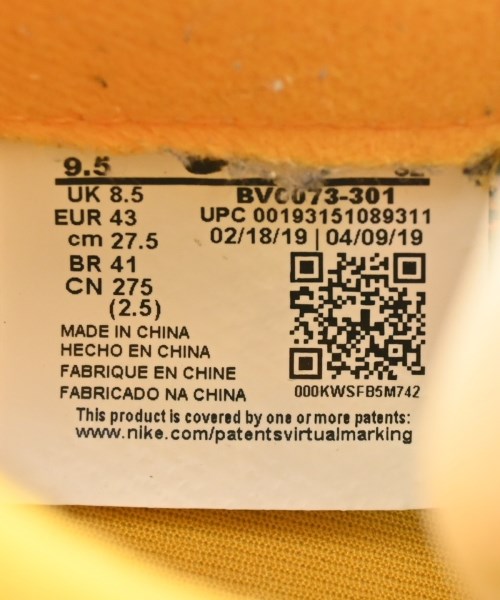 9.5
UK 8.5 BV0073-301
EUR 43 UPC 00193151089311
cm 27.5 02/18/19 | 04/09/19
BR 41
CN 275
(2.5)
MADE IN CHINA
HECHO EN CHINA
FABRIQUE EN CHINE
FABRICADO NA CHINA 000KWSFB5M742
This product is covered by one or more patents:
www.nike.com/patentsvirtualmarking